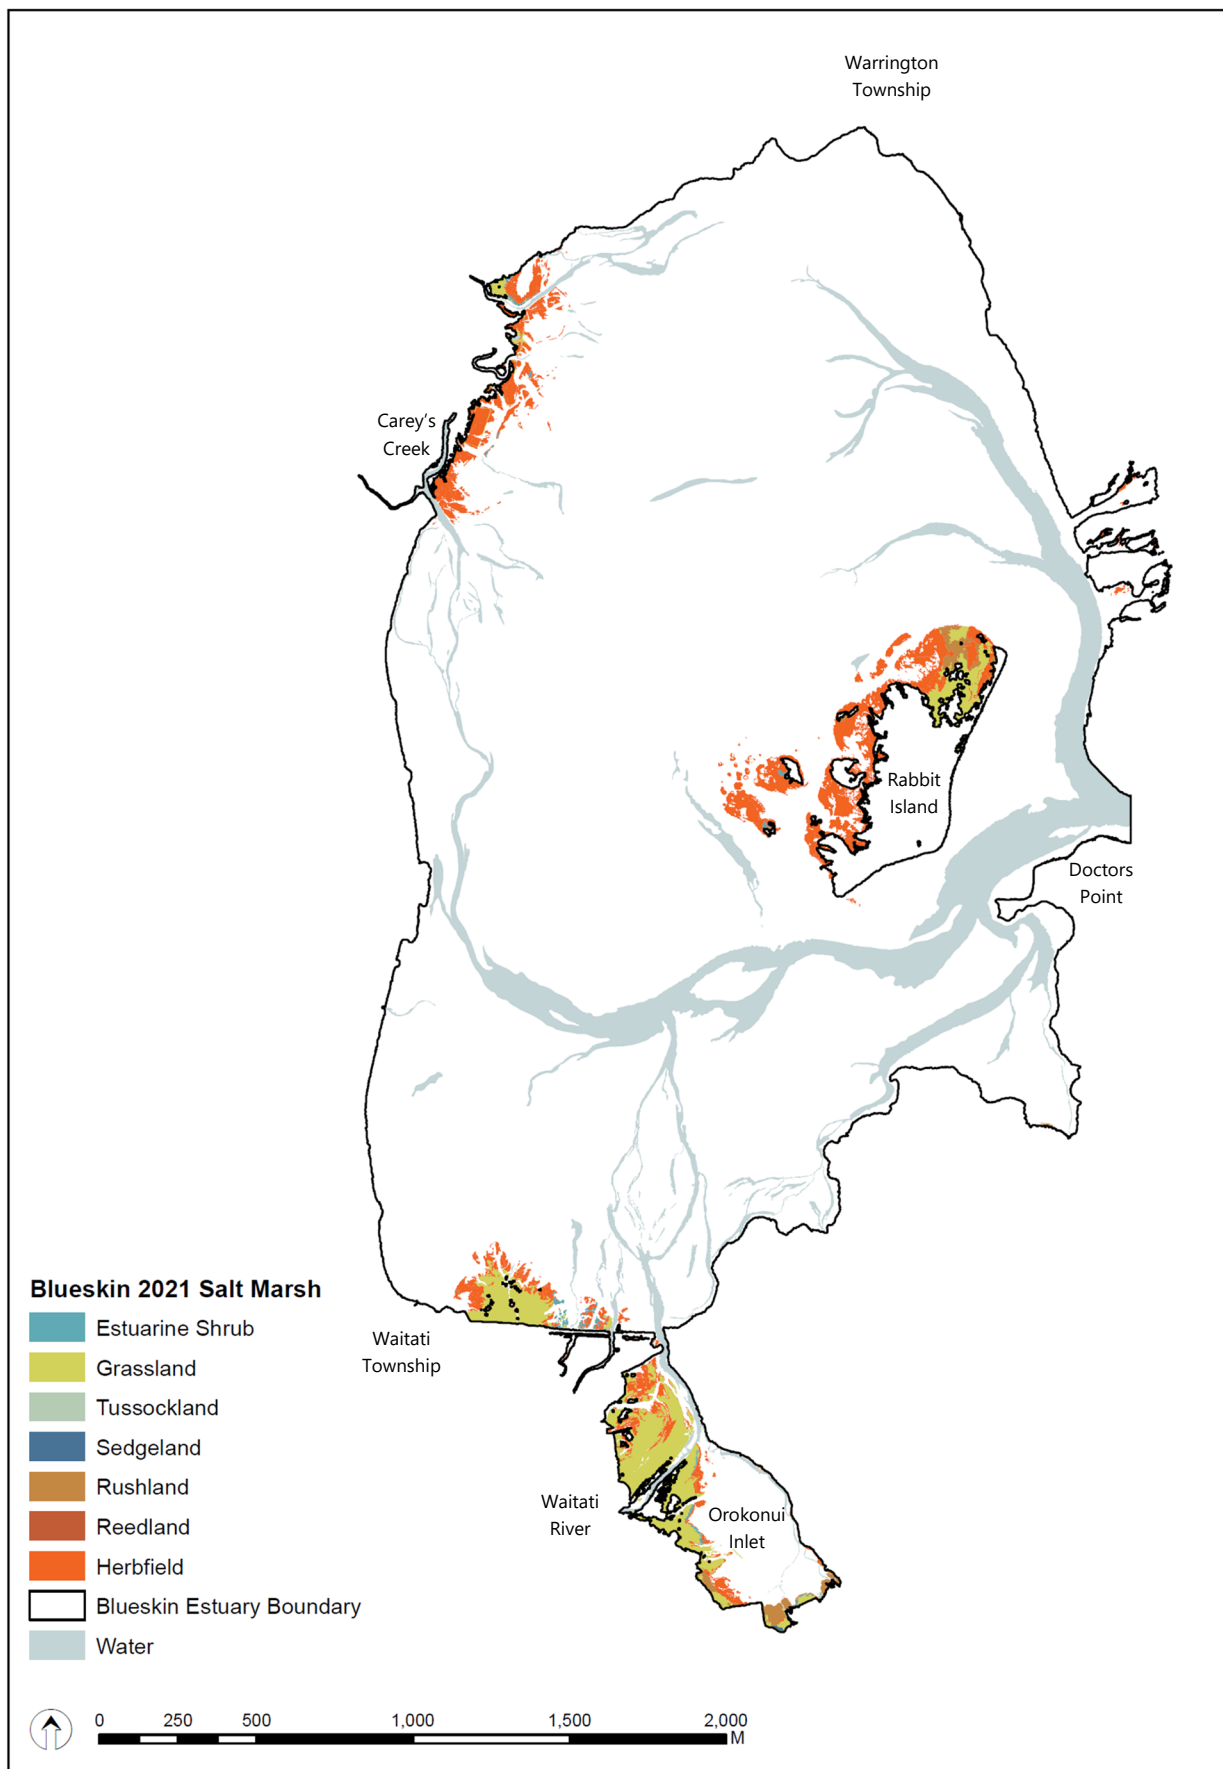 Warrington
Township
Carey's
Creek
Rabbit
Island
Doctors
Point
Blueskin 2021 Salt Marsh
Estuarine Shrub
Grassland
Tussockland
Sedgeland
Rushland
Reedland
Herbfield
Blueskin Estuary Boundary
Water
Waitati
Township
Waitati
River
Orokonui
Inlet
0 250 500 1,000 1,500 2,000
M